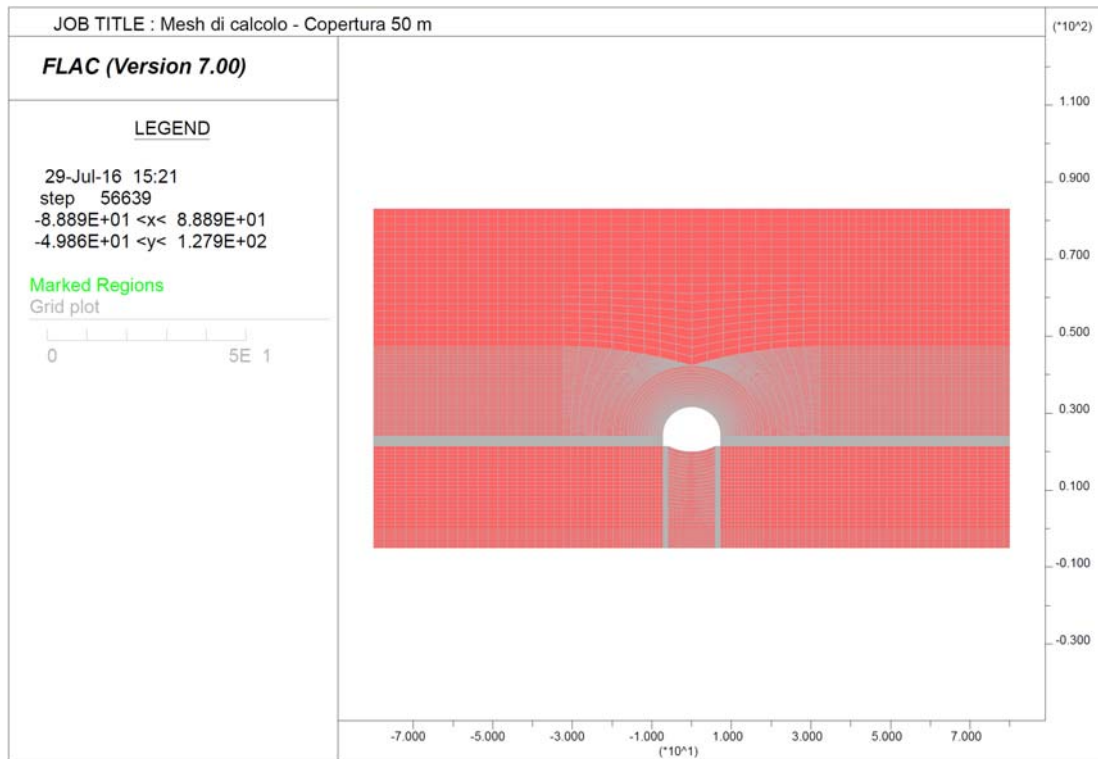 JOB TITLE : Mesh di calcolo - Copertura 50 m
(*10^2)
FLAC (Version 7.00)
LEGEND
29-Jul-16 15:21
step 56639
-8.889E+01 <x< 8.889E+01
-4.986E+01 <y< 1.279E+02
Marked Regions
Grid plot
0 5E 1
1.100
0.900
0.700
0.500
0.300
0.100
-0.100
-0.300
-7.000 -5.000 -3.000 -1.000 1.000 3.000 5.000 7.000
(*10^1)